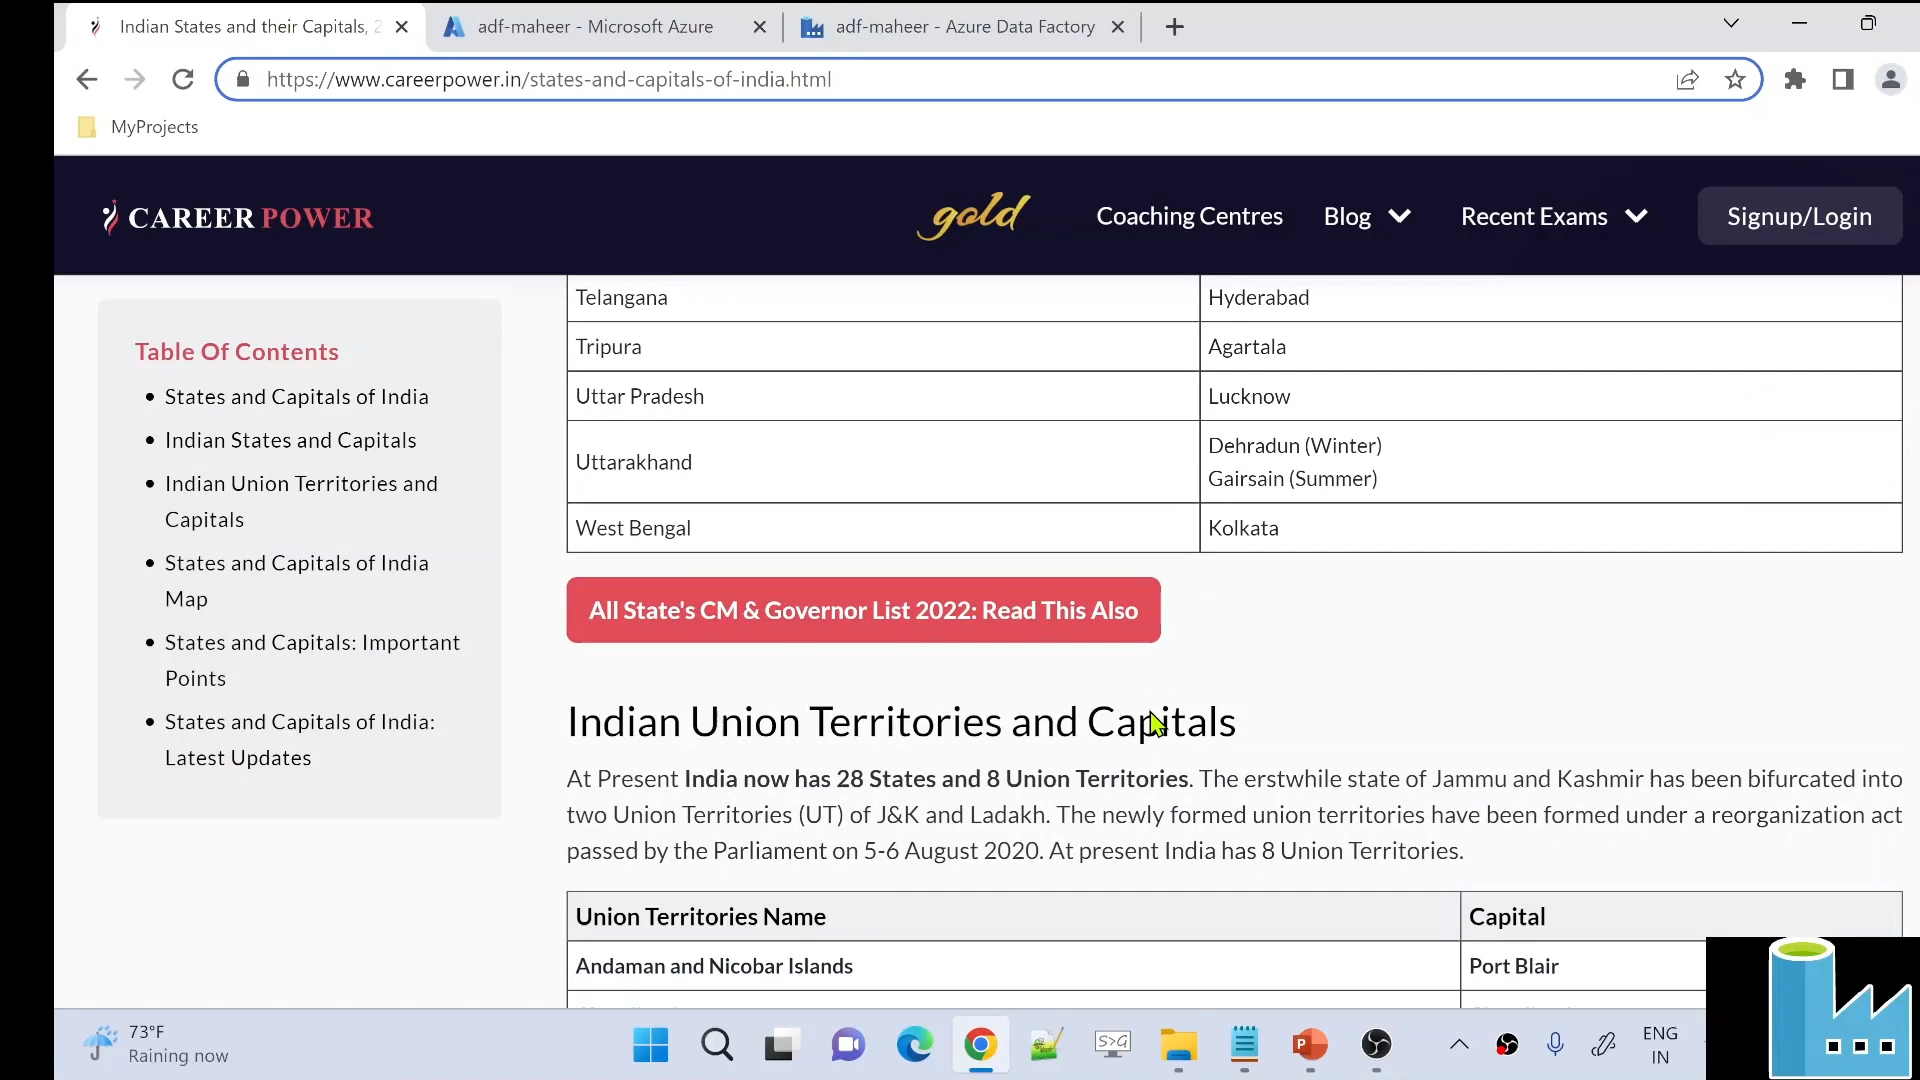 Indian States and their Capitals, 2
adf-maheer - Microsoft Azure
adf-maheer - Azure Data Factory
https://www.careerpower.in/states-and-capitals-of-india.html
MyProjects
CAREER POWER
gold
Coaching Centres
Blog
Recent Exams
Signup/Login
Table Of Contents
States and Capitals of India
Indian States and Capitals
Indian Union Territories and
Capitals
States and Capitals of India
Map
States and Capitals: Important
Points
States and Capitals of India:
Latest Updates
Telangana Hyderabad
Tripura Agartala
Uttar Pradesh Lucknow
Uttarakhand Dehradun (Winter)
Gairsain (Summer)
West Bengal Kolkata
All State's CM & Governor List 2022: Read This Also
Indian Union Territories and Capitals
At Present India now has 28 States and 8 Union Territories. The erstwhile state of Jammu and Kashmir has been bifurcated into
two Union Territories (UT) of J&K and Ladakh. The newly formed union territories have been formed under a reorganization act
passed by the Parliament on 5-6 August 2020. At present India has 8 Union Territories.
Union Territories Name Capital
Andaman and Nicobar Islands Port Blair
73°F
Raining now
S>G
ENG
IN